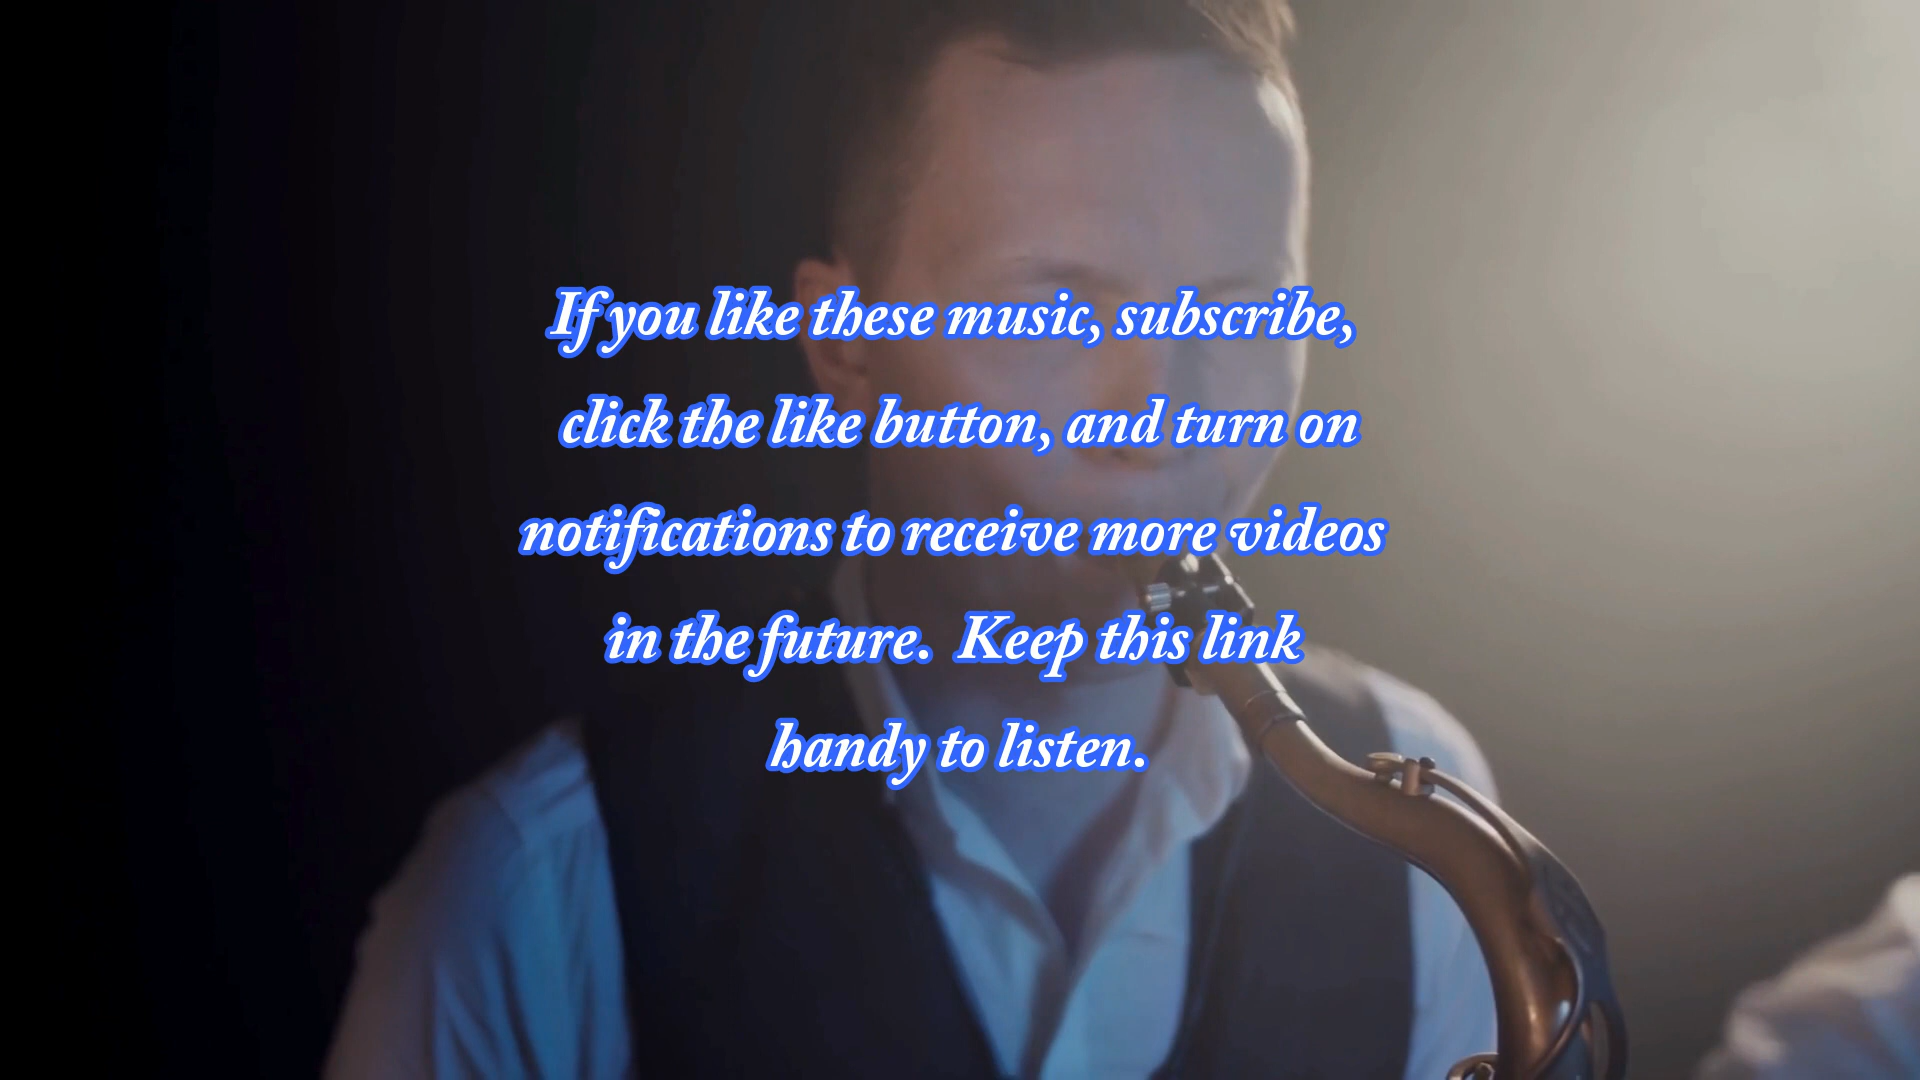 If you like these music, subscribe,
click the like button, and turn on
notifications to receive more videos
in the future.  Keep this link
handy to listen.